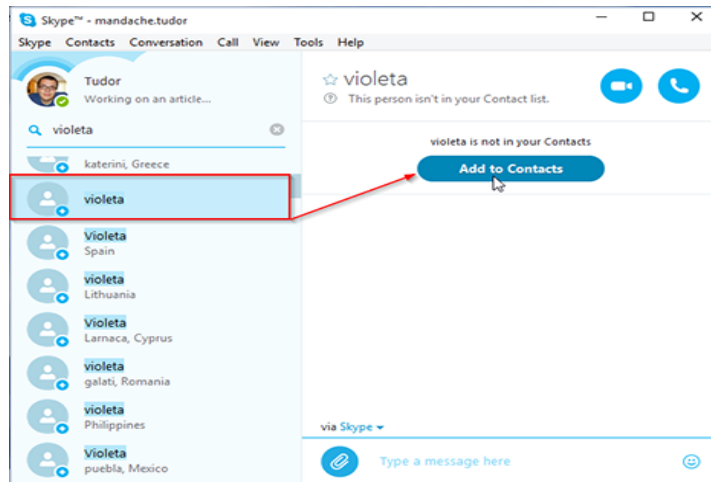 Skype™ - mandache.tudor
Skype Contacts Conversation Call View Tools Help
Tudor
Working on an article...
violeta
katerini, Greece
violeta
Violeta
Spain
violeta
Lithuania
Violeta
Larnaca, Cyprus
violeta
galati, Romania
violeta
Philippines
Violeta
puebla, Mexico
violeta
This person isn't in your Contact list.
violeta is not in your Contacts
Add to Contacts
via Skype
Type a message here